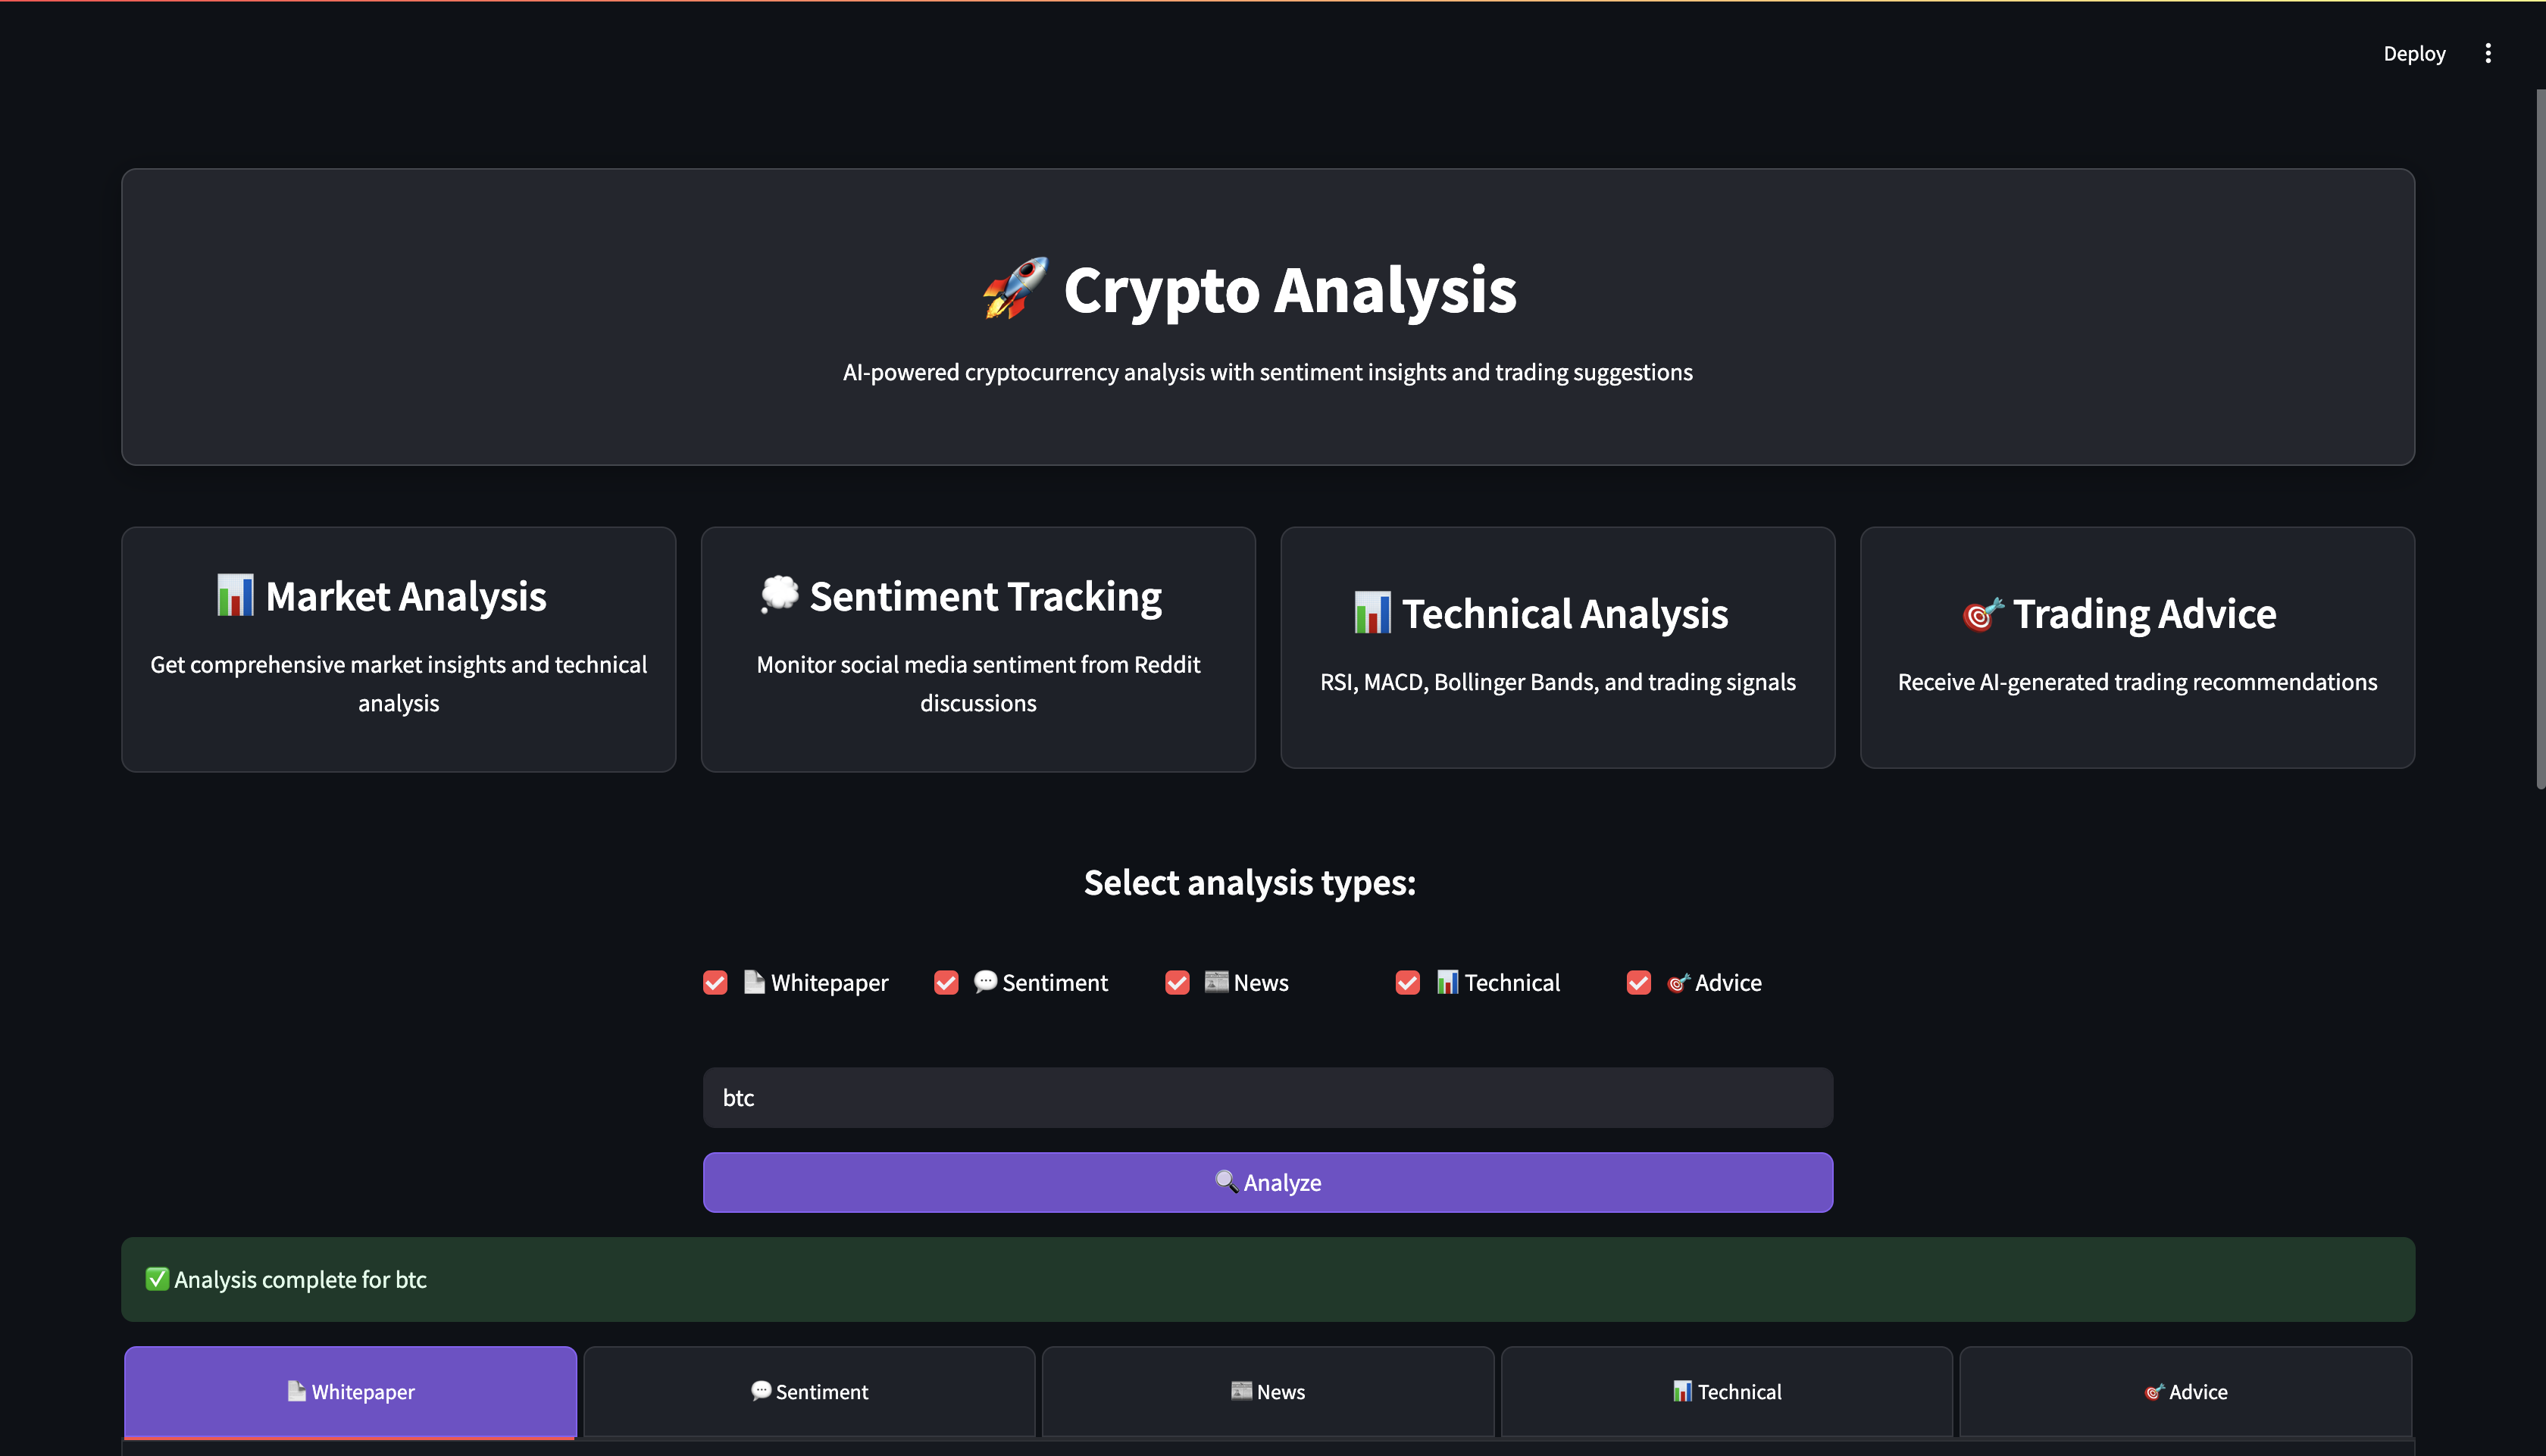 Deploy
🚀 Crypto Analysis
AI-powered cryptocurrency analysis with sentiment insights and trading suggestions
📊 Market Analysis
Get comprehensive market insights and technical
analysis
💭 Sentiment Tracking
Monitor social media sentiment from Reddit
discussions
📊 Technical Analysis
RSI, MACD, Bollinger Bands, and trading signals
🎯 Trading Advice
Receive AI-generated trading recommendations
Select analysis types:
📄 Whitepaper
💬 Sentiment
📰 News
📊 Technical
🎯 Advice
btc
🔍 Analyze
✅ Analysis complete for btc
📄 Whitepaper
💬 Sentiment
📰 News
📊 Technical
🎯 Advice